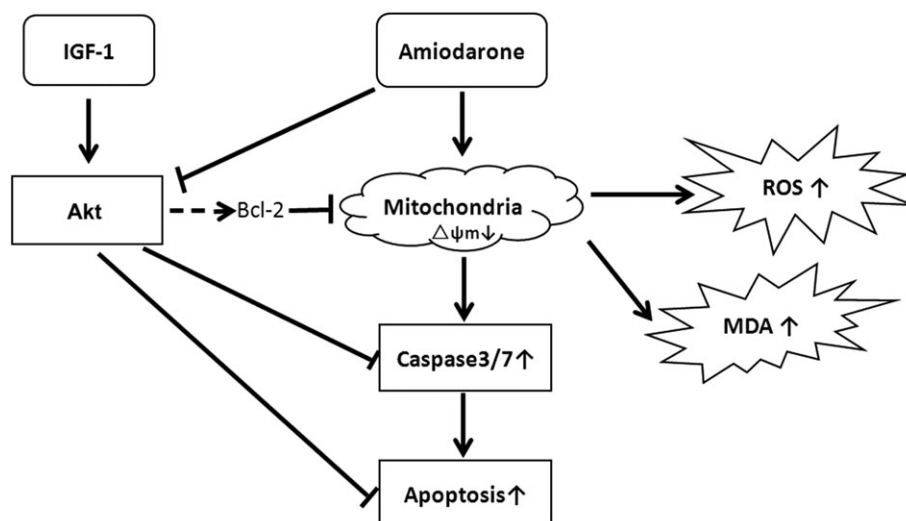 IGF-1
Amiodarone
Akt
Bcl-2
Mitochondria
△ψm↓
ROS ↑
MDA ↑
Caspase3/7↑
Apoptosis↑